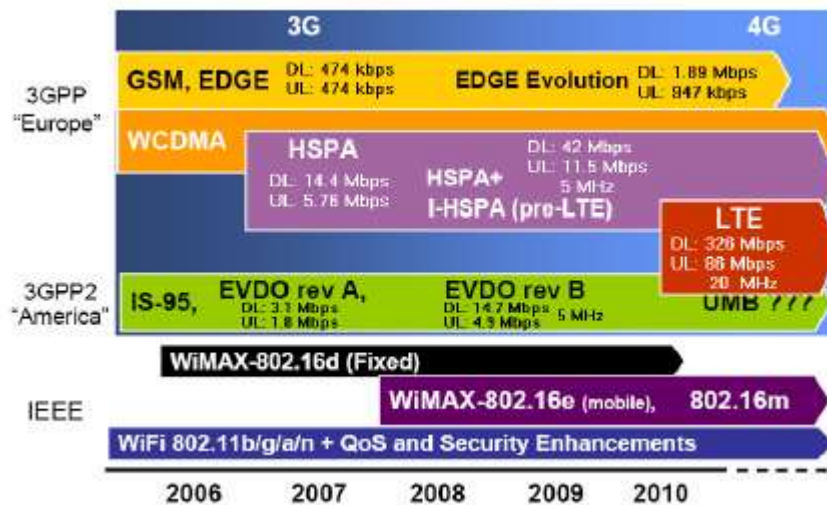 3G
4G
3GPP
"Europe"
GSM, EDGE
DL: 474 kbps
UL: 474 kbps
EDGE Evolution
DL: 1.89 Mbps
UL: 947 kbps
WCDMA
HSPA
DL: 14.4 Mbps
UL: 5.76 Mbps
HSPA+
I-HSPA (pre-LTE)
DL: 42 Mbps
UL: 11.5 Mbps
5 MHz
LTE
DL: 326 Mbps
UL: 86 Mbps
20 MHz
3GPP2
"America"
IS-95,
EVDO rev A,
DL: 3.1 Mbps
UL: 1.8 Mbps
EVDO rev B
DL: 14.7 Mbps
UL: 4.9 Mbps
5 MHz
UMB ???
IEEE
WiMAX-802.16d (Fixed)
WiMAX-802.16e (mobile), 802.16m
WiFi 802.11b/g/a/n + QoS and Security Enhancements
2006 2007 2008 2009 2010